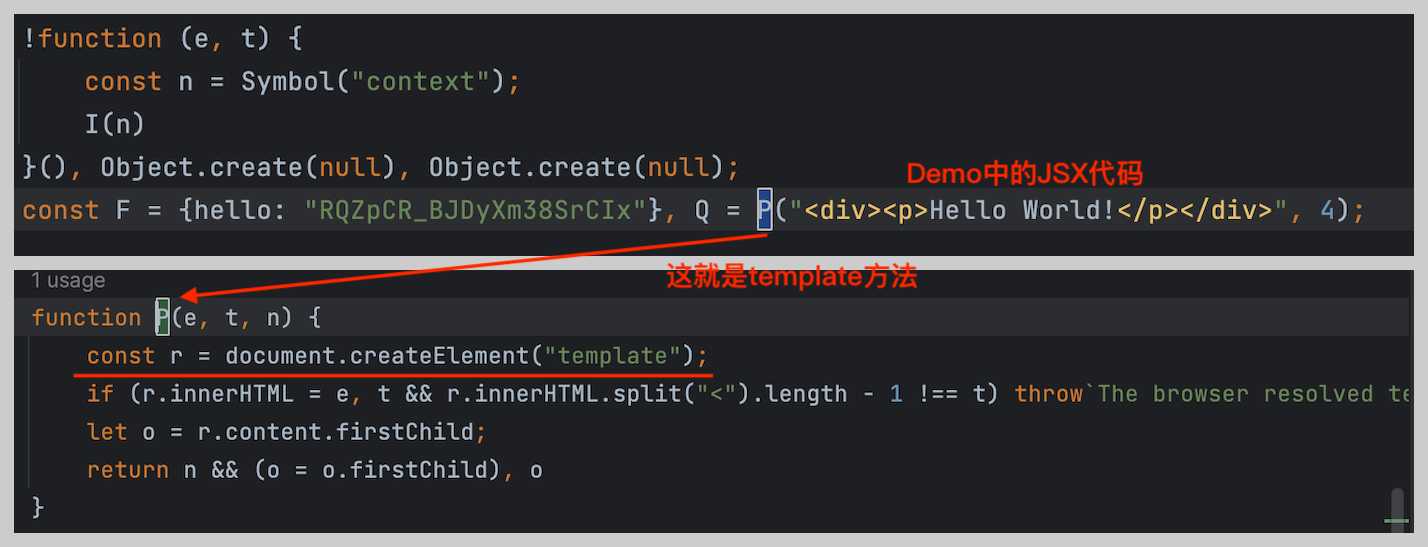 !function (e, t) {
const n = Symbol("context");
I(n)
}(), Object.create(null), Object.create(null);
Demo中的JSX代码
const F = {hello: "RQZpCR_BJDyXm38SrCIx"}, Q = P("<div><p>Hello World!</p></div>", 4);
这就是template方法
1 usage
function P(e, t, n) {
const r = document.createElement("template");
if (r.innerHTML = e, t && r.innerHTML.split("<").length - 1 !== t) throw`The browser resolved te
let o = r.content.firstChild;
return n && (o = o.firstChild), o
}